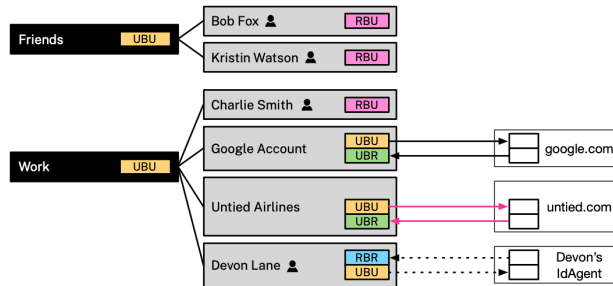 Friends UBU
Bob Fox RBU
Kristin Watson RBU
Work UBU
Charlie Smith RBU
Google Account UBU
UBR
google.com
Untied Airlines UBU
UBR
untied.com
Devon Lane RBR
UBU
Devon's
IdAgent